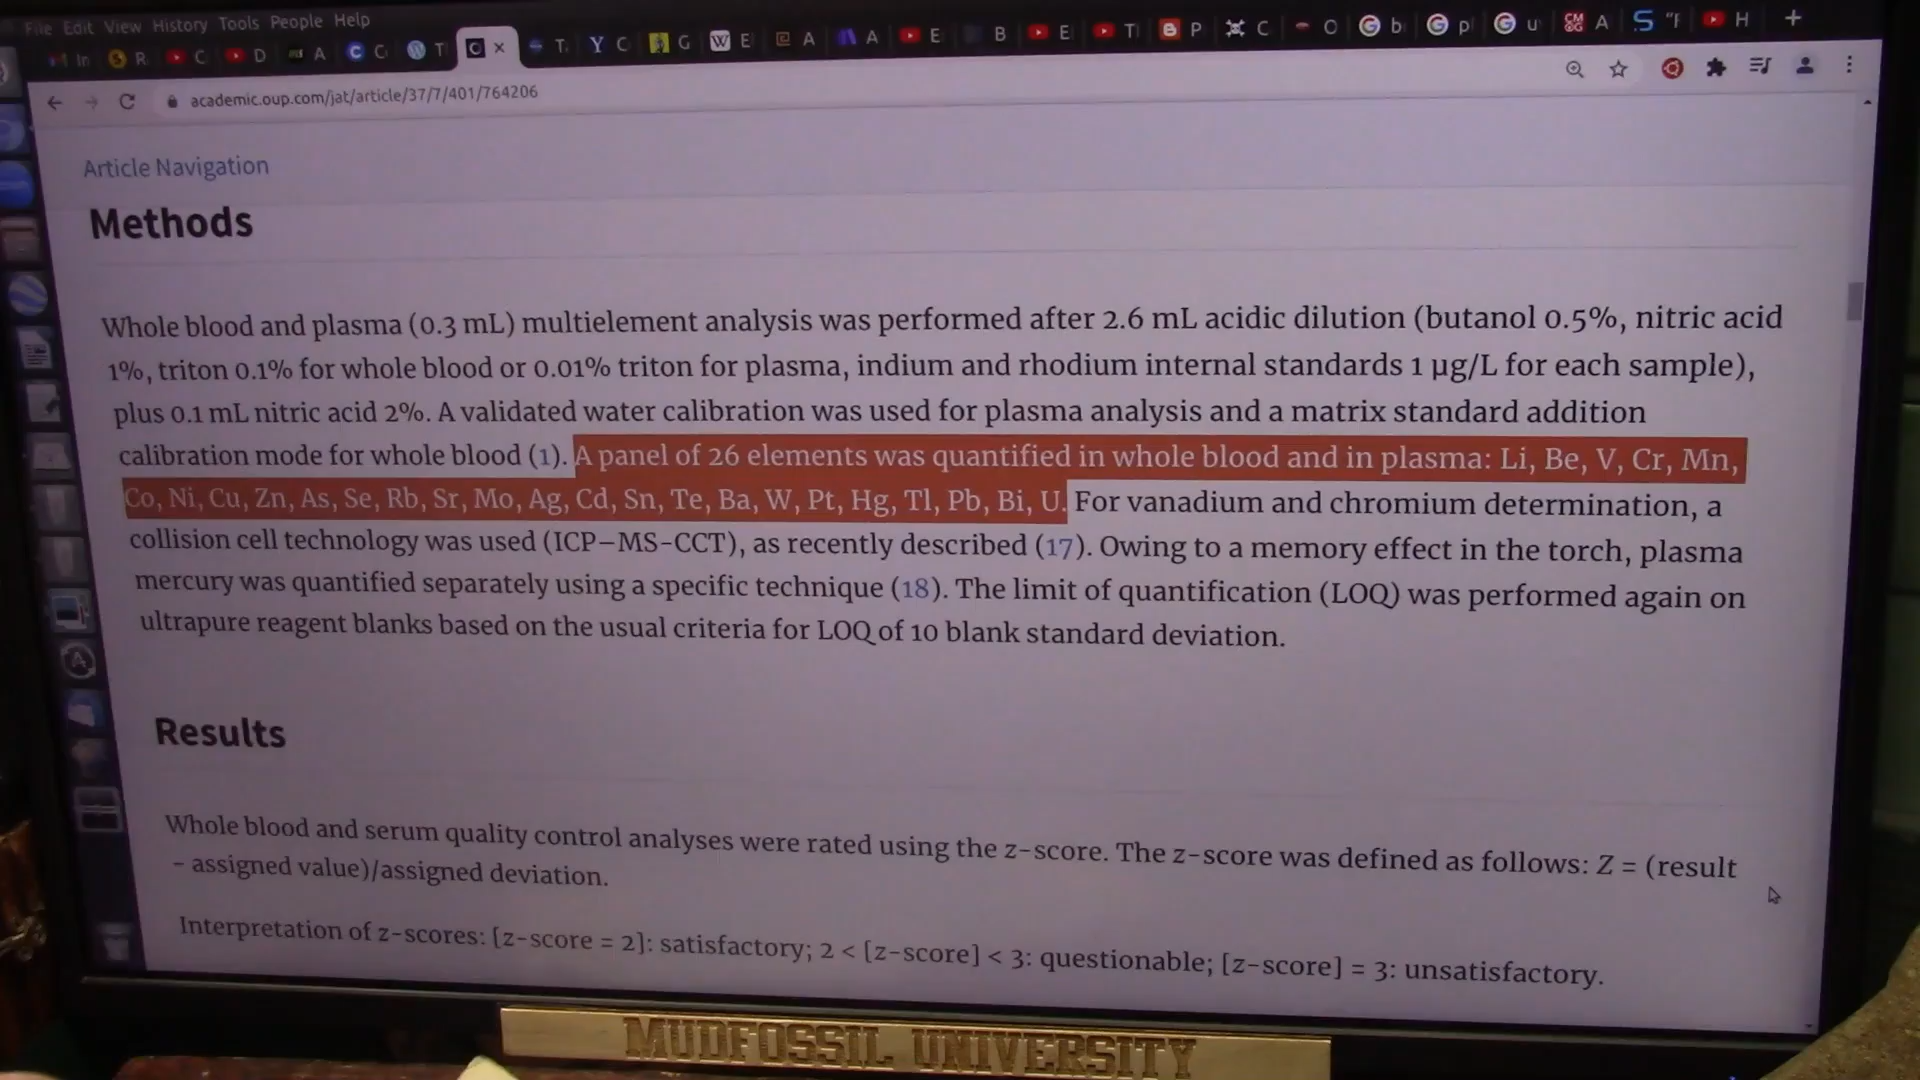 File Edit View History Tools People Help
In R C D A C T × T Y C G W E A A E B E T P C O b p u A "F H +
academic.oup.com/jat/article/37/7/401/764206
Article Navigation
Methods
Whole blood and plasma (0.3 mL) multielement analysis was performed after 2.6 mL acidic dilution (butanol 0.5%, nitric acid
1%, triton 0.1% for whole blood or 0.01% triton for plasma, indium and rhodium internal standards 1 µg/L for each sample),
plus 0.1 mL nitric acid 2%. A validated water calibration was used for plasma analysis and a matrix standard addition
calibration mode for whole blood (1). A panel of 26 elements was quantified in whole blood and in plasma: Li, Be, V, Cr, Mn,
Co, Ni, Cu, Zn, As, Se, Rb, Sr, Mo, Ag, Cd, Sn, Te, Ba, W, Pt, Hg, Tl, Pb, Bi, U. For vanadium and chromium determination, a
collision cell technology was used (ICP–MS-CCT), as recently described (17). Owing to a memory effect in the torch, plasma
mercury was quantified separately using a specific technique (18). The limit of quantification (LOQ) was performed again on
ultrapure reagent blanks based on the usual criteria for LOQ of 10 blank standard deviation.
Results
Whole blood and serum quality control analyses were rated using the z-score. The z-score was defined as follows: Z = (result
– assigned value)/assigned deviation.
Interpretation of z-scores: [z-score = 2]: satisfactory; 2 < [z-score] < 3: questionable; [z-score] = 3: unsatisfactory.
MUDFOSSIL UNIVERSITY